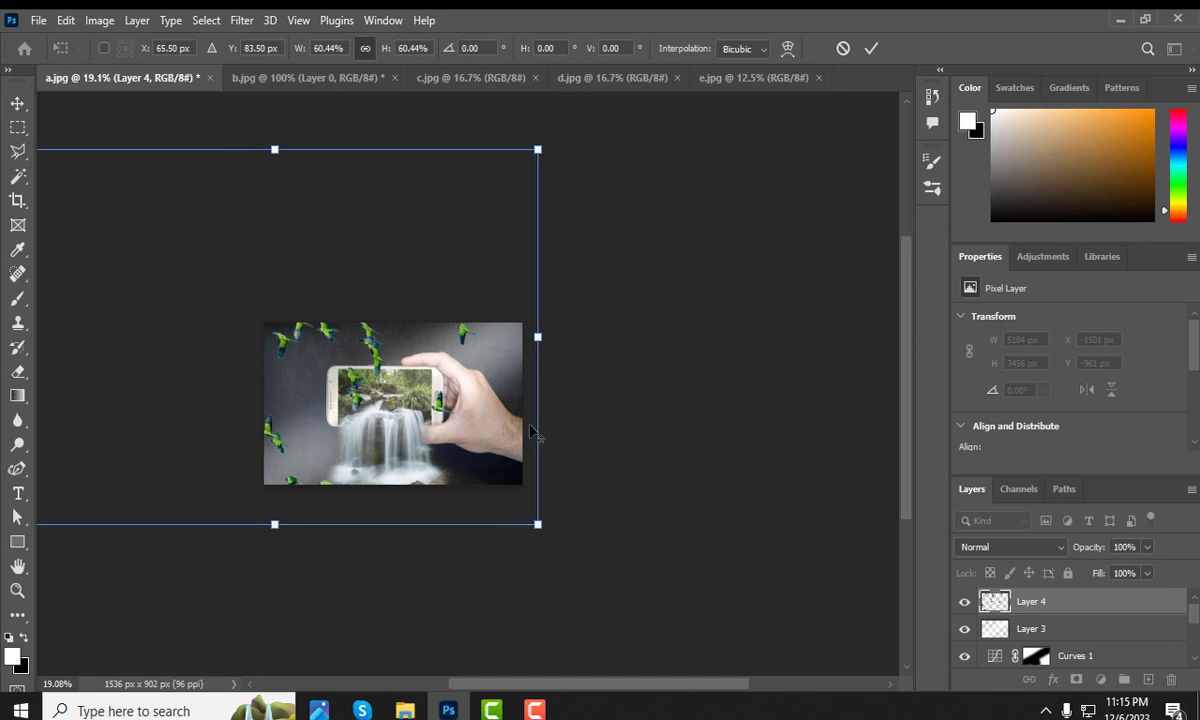 Ps File Edit Image Layer Type Select Filter 3D View Plugins Window Help
X: 65.50 px Y: 83.50 px W: 60.44% H: 60.44% 0.00 ° H: 0.00 ° V: 0.00 ° Interpolation: Bicubic
a.jpg @ 19.1% (Layer 4, RGB/8#) * × b.jpg @ 100% (Layer 0, RGB/8#) * × c.jpg @ 16.7% (RGB/8#) × d.jpg @ 16.7% (RGB/8#) × e.jpg @ 12.5% (RGB/8#) ×
Color Swatches Gradients Patterns
Properties Adjustments Libraries
Pixel Layer
Transform
W 5184 px X -1501 px
H 3456 px Y -961 px
0.00°
Align and Distribute
Align:
Layers Channels Paths
Kind
Normal Opacity: 100%
Lock: Fill: 100%
Layer 4
Layer 3
Curves 1
fx
19.08% 1536 px x 902 px (96 ppi)
Type here to search
Ps
11:15 PM
12/6/2023
4